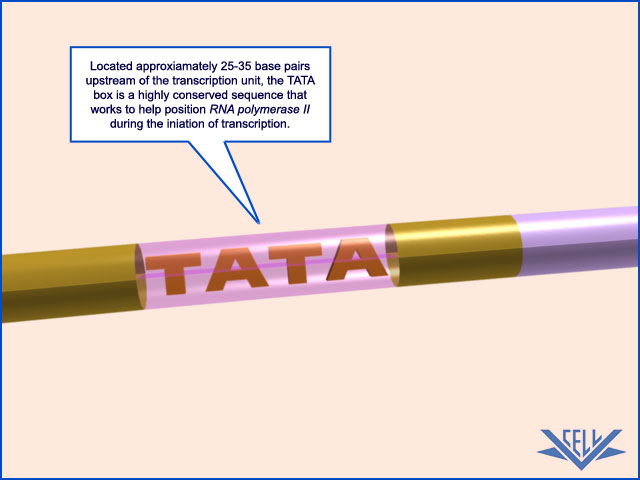 Located approxiamately 25-35 base pairs
upstream of the transcription unit, the TATA
box is a highly conserved sequence that
works to help position RNA polymerase II
during the iniation of transcription.
TATA
CELL